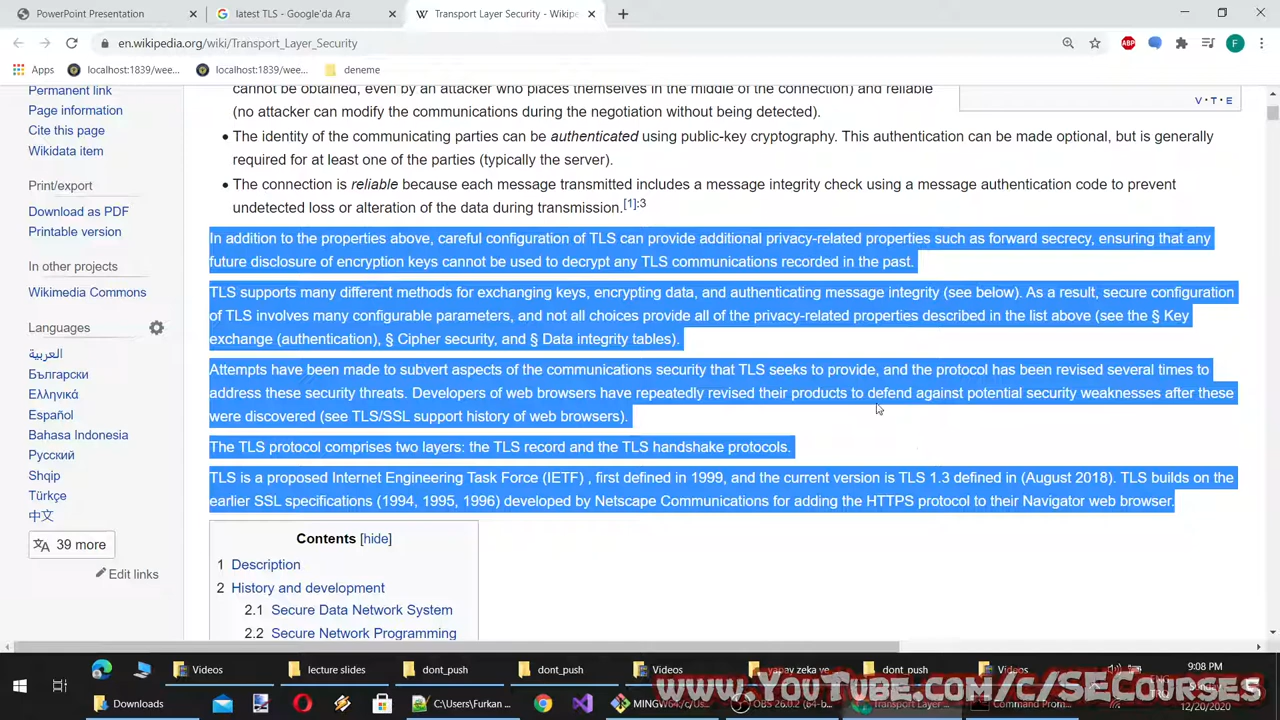 PowerPoint Presentation
latest TLS - Google'da Ara
Transport Layer Security - Wikipe
en.wikipedia.org/wiki/Transport_Layer_Security
Apps
localhost:1839/wee...
localhost:1839/wee...
deneme
Permanent link
Page information
Cite this page
Wikidata item
Print/export
Download as PDF
Printable version
In other projects
Wikimedia Commons
Languages
العربية
Български
Ελληνικά
Español
Bahasa Indonesia
Русский
Shqip
Türkçe
中文
39 more
Edit links
cannot be obtained, even by an attacker who places themselves in the middle of the connection) and reliable
(no attacker can modify the communications during the negotiation without being detected).
V · T · E
• The identity of the communicating parties can be authenticated using public-key cryptography. This authentication can be made optional, but is generally
required for at least one of the parties (typically the server).
• The connection is reliable because each message transmitted includes a message integrity check using a message authentication code to prevent
undetected loss or alteration of the data during transmission.[1]:3
In addition to the properties above, careful configuration of TLS can provide additional privacy-related properties such as forward secrecy, ensuring that any
future disclosure of encryption keys cannot be used to decrypt any TLS communications recorded in the past.
TLS supports many different methods for exchanging keys, encrypting data, and authenticating message integrity (see below). As a result, secure configuration
of TLS involves many configurable parameters, and not all choices provide all of the privacy-related properties described in the list above (see the § Key
exchange (authentication), § Cipher security, and § Data integrity tables).
Attempts have been made to subvert aspects of the communications security that TLS seeks to provide, and the protocol has been revised several times to
address these security threats. Developers of web browsers have repeatedly revised their products to defend against potential security weaknesses after these
were discovered (see TLS/SSL support history of web browsers).
The TLS protocol comprises two layers: the TLS record and the TLS handshake protocols.
TLS is a proposed Internet Engineering Task Force (IETF) , first defined in 1999, and the current version is TLS 1.3 defined in (August 2018). TLS builds on the
earlier SSL specifications (1994, 1995, 1996) developed by Netscape Communications for adding the HTTPS protocol to their Navigator web browser.
Contents [hide]
1 Description
2 History and development
2.1 Secure Data Network System
2.2 Secure Network Programming
Videos
lecture slides
dont_push
dont_push
Videos
yapay zeka ve
dont_push
Videos
9:08 PM
Downloads
C:\Users\Furkan ...
MINGW64:/c/Us
OBS 26.0.2 (64-b
Transport Layer
Command Prom
12/20/2020
www.YouTube.com/c/SECourses